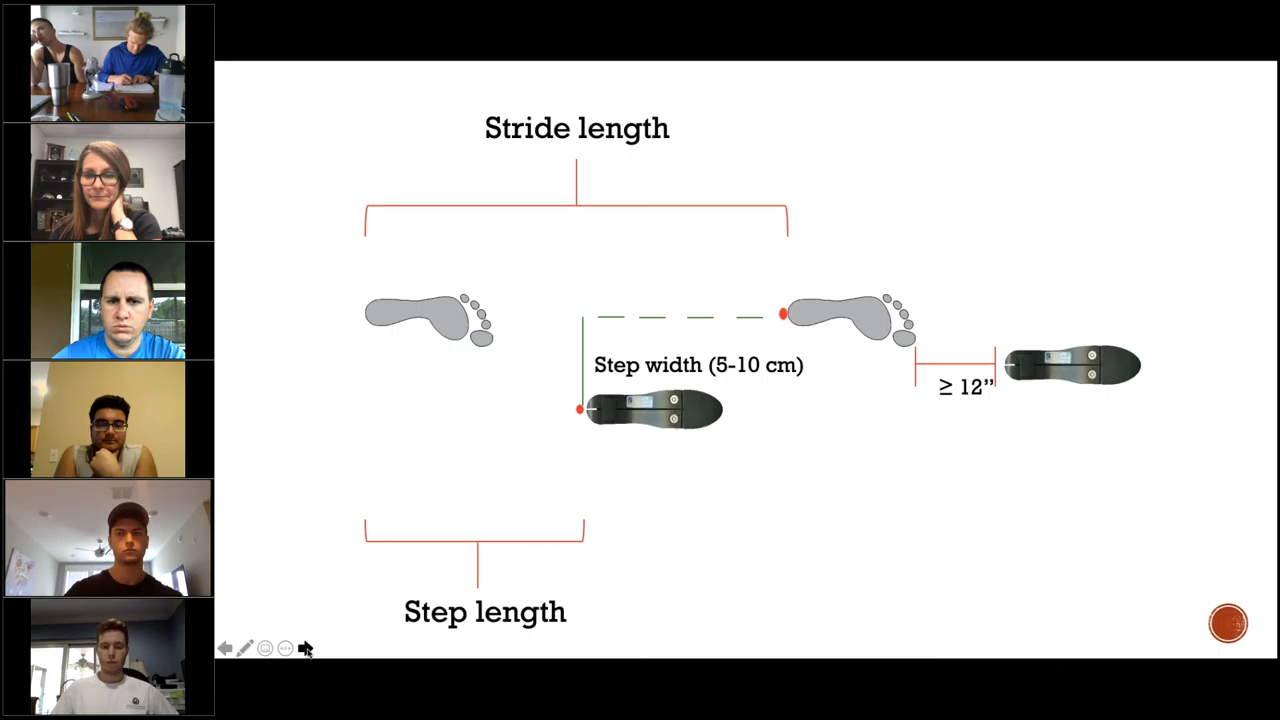 Stride length
Step width (5-10 cm)
≥ 12”
Step length